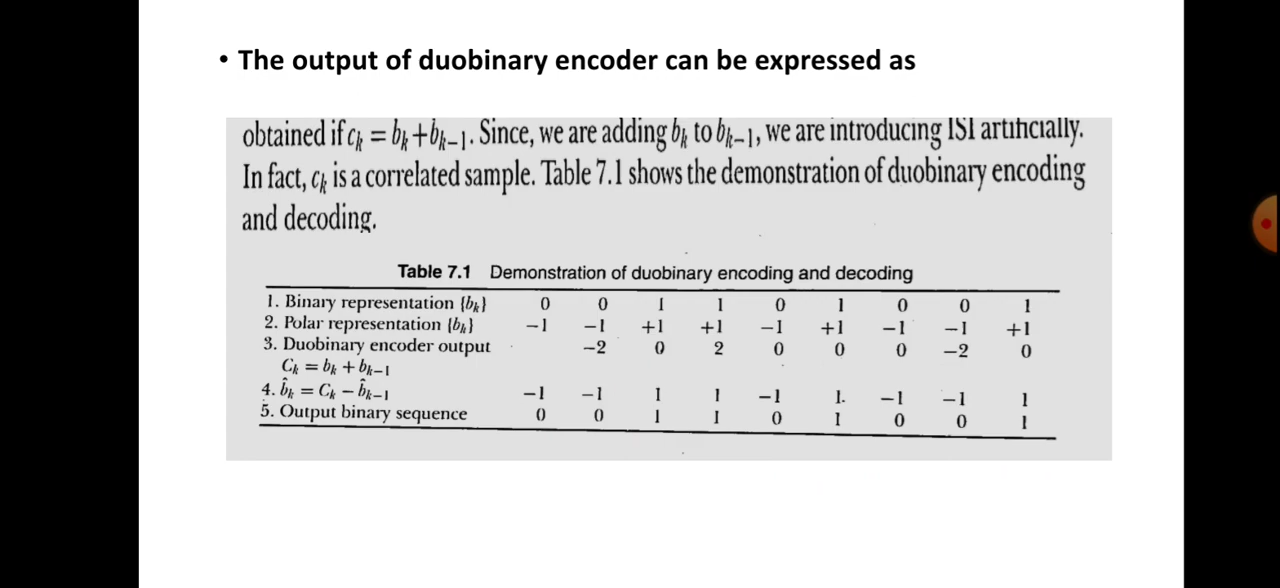 • The output of duobinary encoder can be expressed as
obtained if cₖ = bₖ + bₖ₋₁. Since, we are adding bₖ to bₖ₋₁, we are introducing ISI artificially.
In fact, cₖ is a correlated sample. Table 7.1 shows the demonstration of duobinary encoding
and decoding.
Table 7.1 Demonstration of duobinary encoding and decoding
1. Binary representation {bₖ} 0 0 1 1 0 1 0 0 1
2. Polar representation {bₖ} −1 −1 +1 +1 −1 +1 −1 −1 +1
3. Duobinary encoder output −2 0 2 0 0 0 −2 0
Cₖ = bₖ + bₖ₋₁
4. b̂ₖ = Cₖ − b̂ₖ₋₁ −1 −1 1 1 −1 1. −1 −1 1
5. Output binary sequence 0 0 1 1 0 1 0 0 1